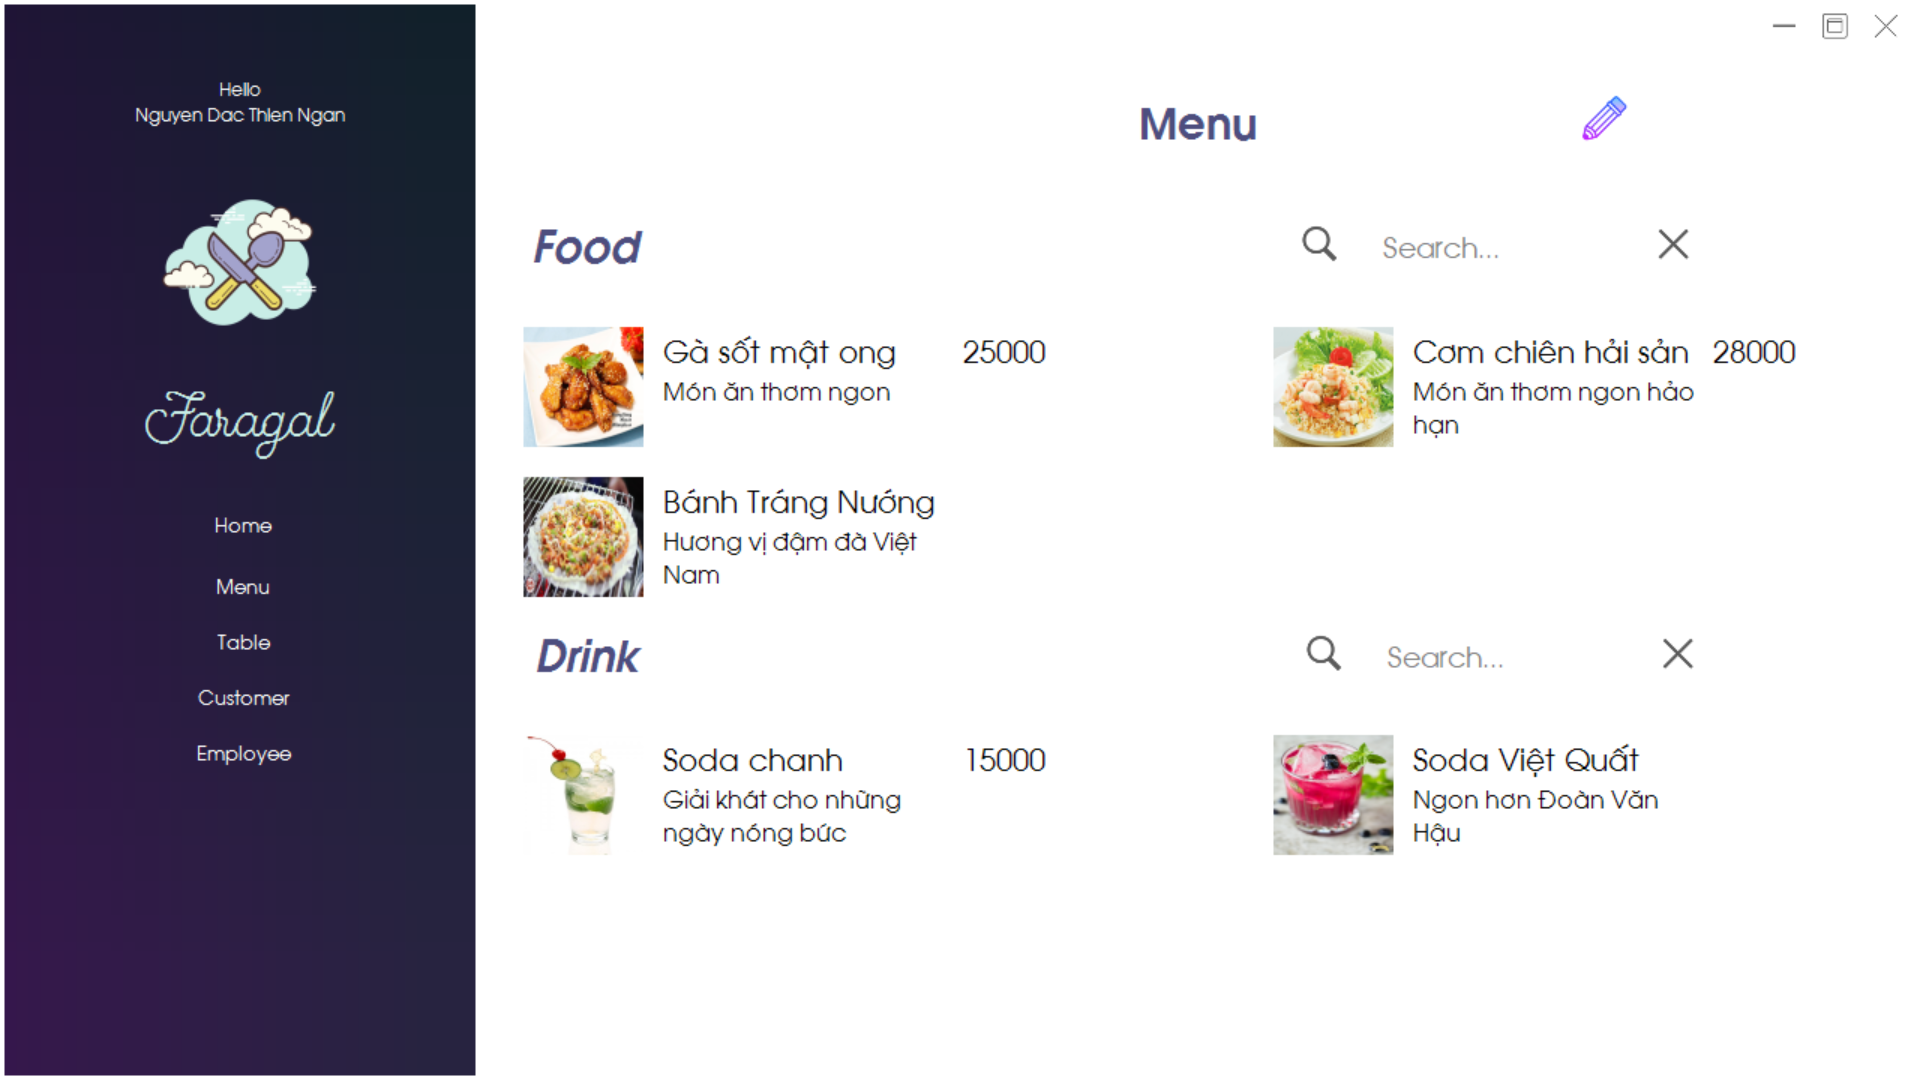 Hello
Nguyen Dac Thien Ngan
Faragal
Home
Menu
Table
Customer
Employee
Menu
Food
Search...
Gà sốt mật ong 25000
Món ăn thơm ngon
Cơm chiên hải sản 28000
Món ăn thơm ngon hảo
hạn
Bánh Tráng Nướng
Hương vị đậm đà Việt
Nam
Drink
Search...
Soda chanh 15000
Giải khát cho những
ngày nóng bức
Soda Việt Quất
Ngon hơn Đoàn Văn
Hậu